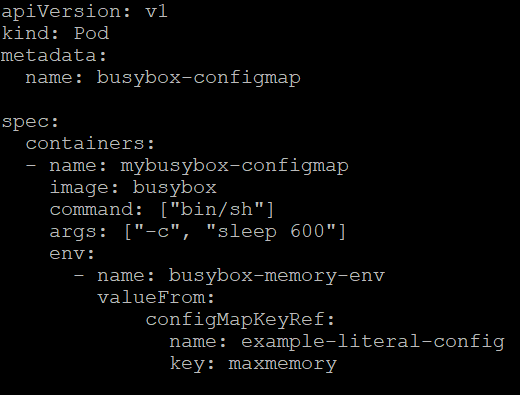 apiVersion: v1
kind: Pod
metadata:
  name: busybox-configmap

spec:
  containers:
  - name: mybusybox-configmap
    image: busybox
    command: ["bin/sh"]
    args: ["-c", "sleep 600"]
    env:
      - name: busybox-memory-env
        valueFrom:
            configMapKeyRef:
              name: example-literal-config
              key: maxmemory